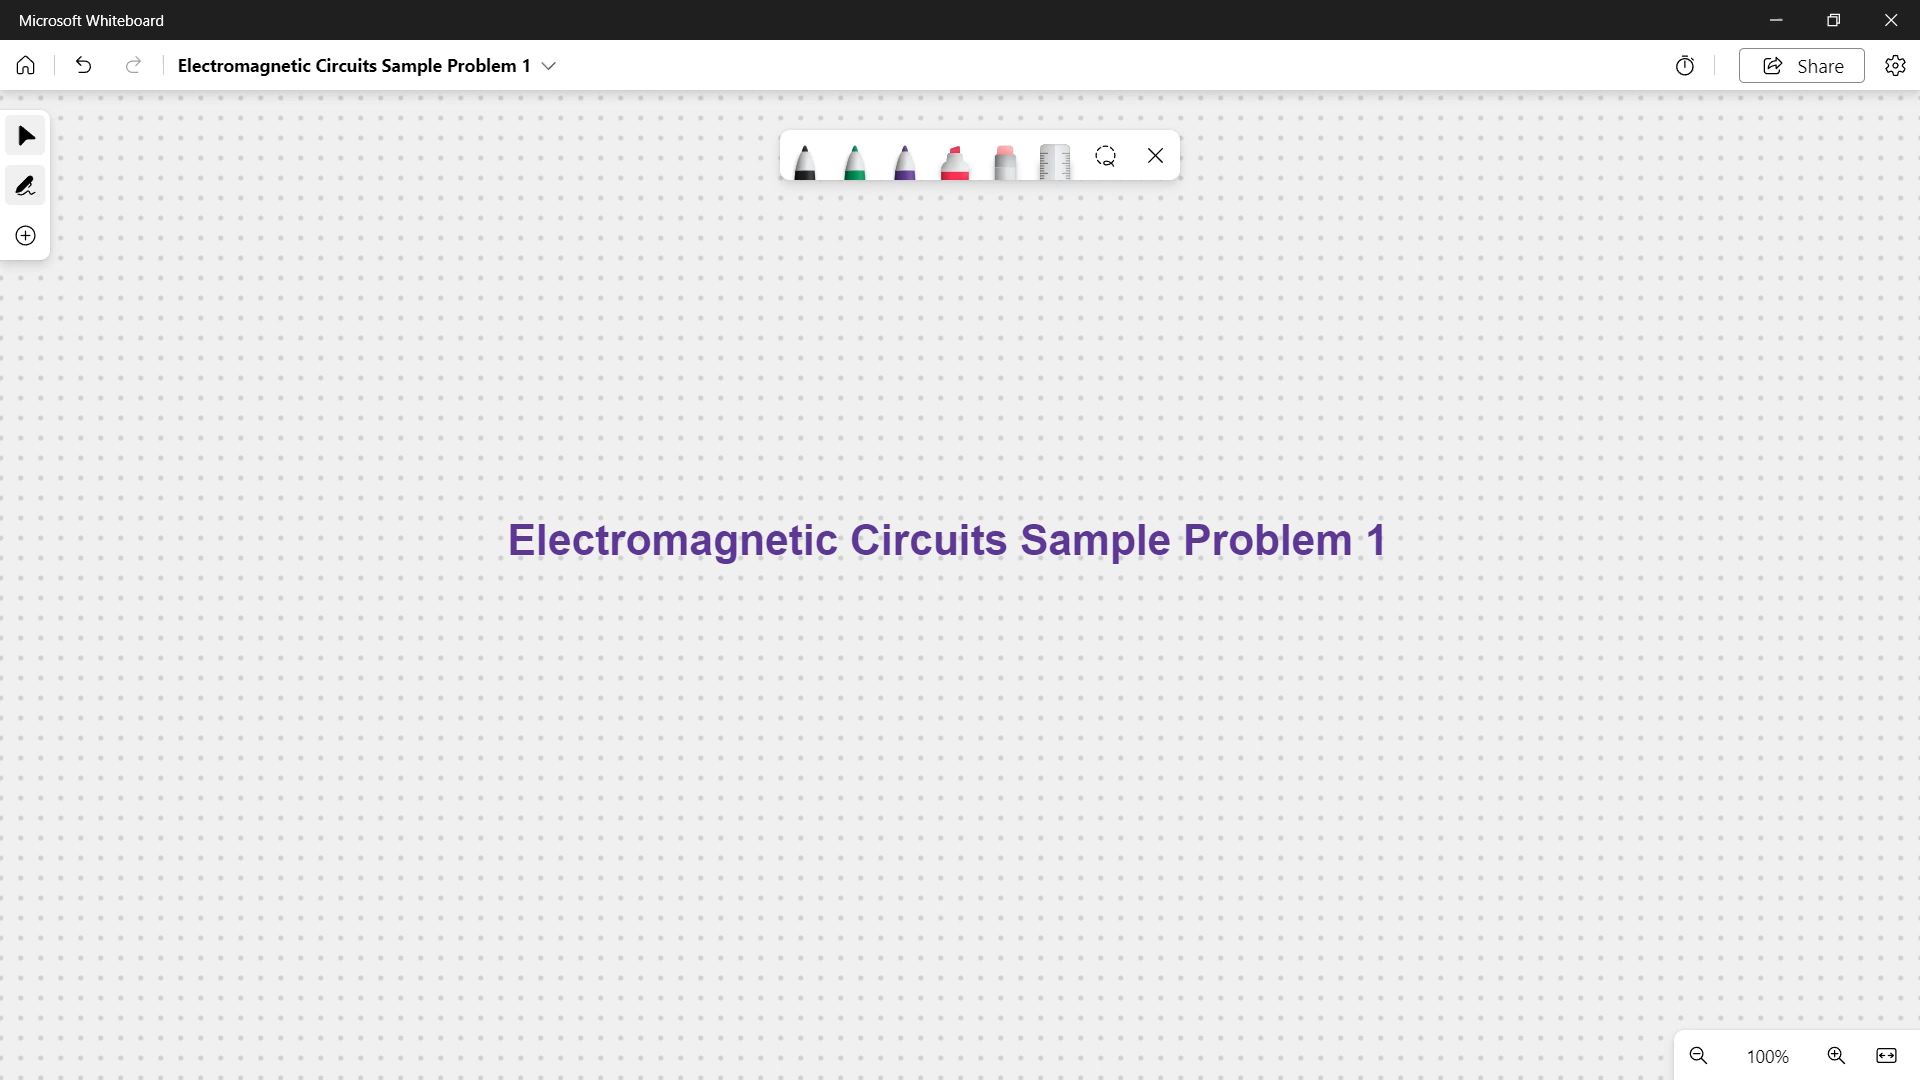 Microsoft Whiteboard
Electromagnetic Circuits Sample Problem 1
Share
Electromagnetic Circuits Sample Problem 1
100%